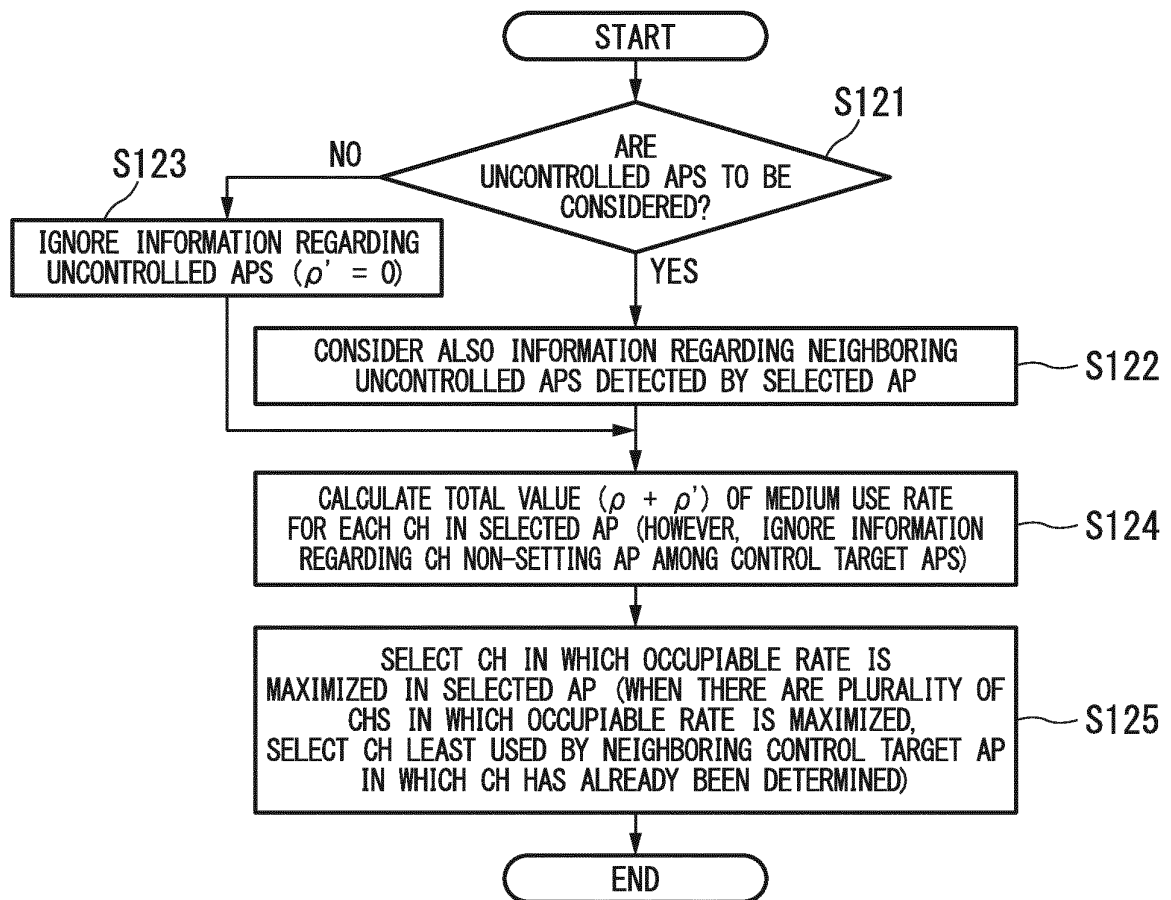 START
S121
ARE
UNCONTROLLED APS TO BE
CONSIDERED?
NO
S123
IGNORE INFORMATION REGARDING
UNCONTROLLED APS (ρ' = 0)
YES
CONSIDER ALSO INFORMATION REGARDING NEIGHBORING
UNCONTROLLED APS DETECTED BY SELECTED AP
S122
CALCULATE TOTAL VALUE (ρ + ρ') OF MEDIUM USE RATE
FOR EACH CH IN SELECTED AP (HOWEVER, IGNORE INFORMATION
REGARDING CH NON-SETTING AP AMONG CONTROL TARGET APS)
S124
SELECT CH IN WHICH OCCUPIABLE RATE IS
MAXIMIZED IN SELECTED AP (WHEN THERE ARE PLURALITY OF
CHS IN WHICH OCCUPIABLE RATE IS MAXIMIZED,
SELECT CH LEAST USED BY NEIGHBORING CONTROL TARGET AP
IN WHICH CH HAS ALREADY BEEN DETERMINED)
S125
END